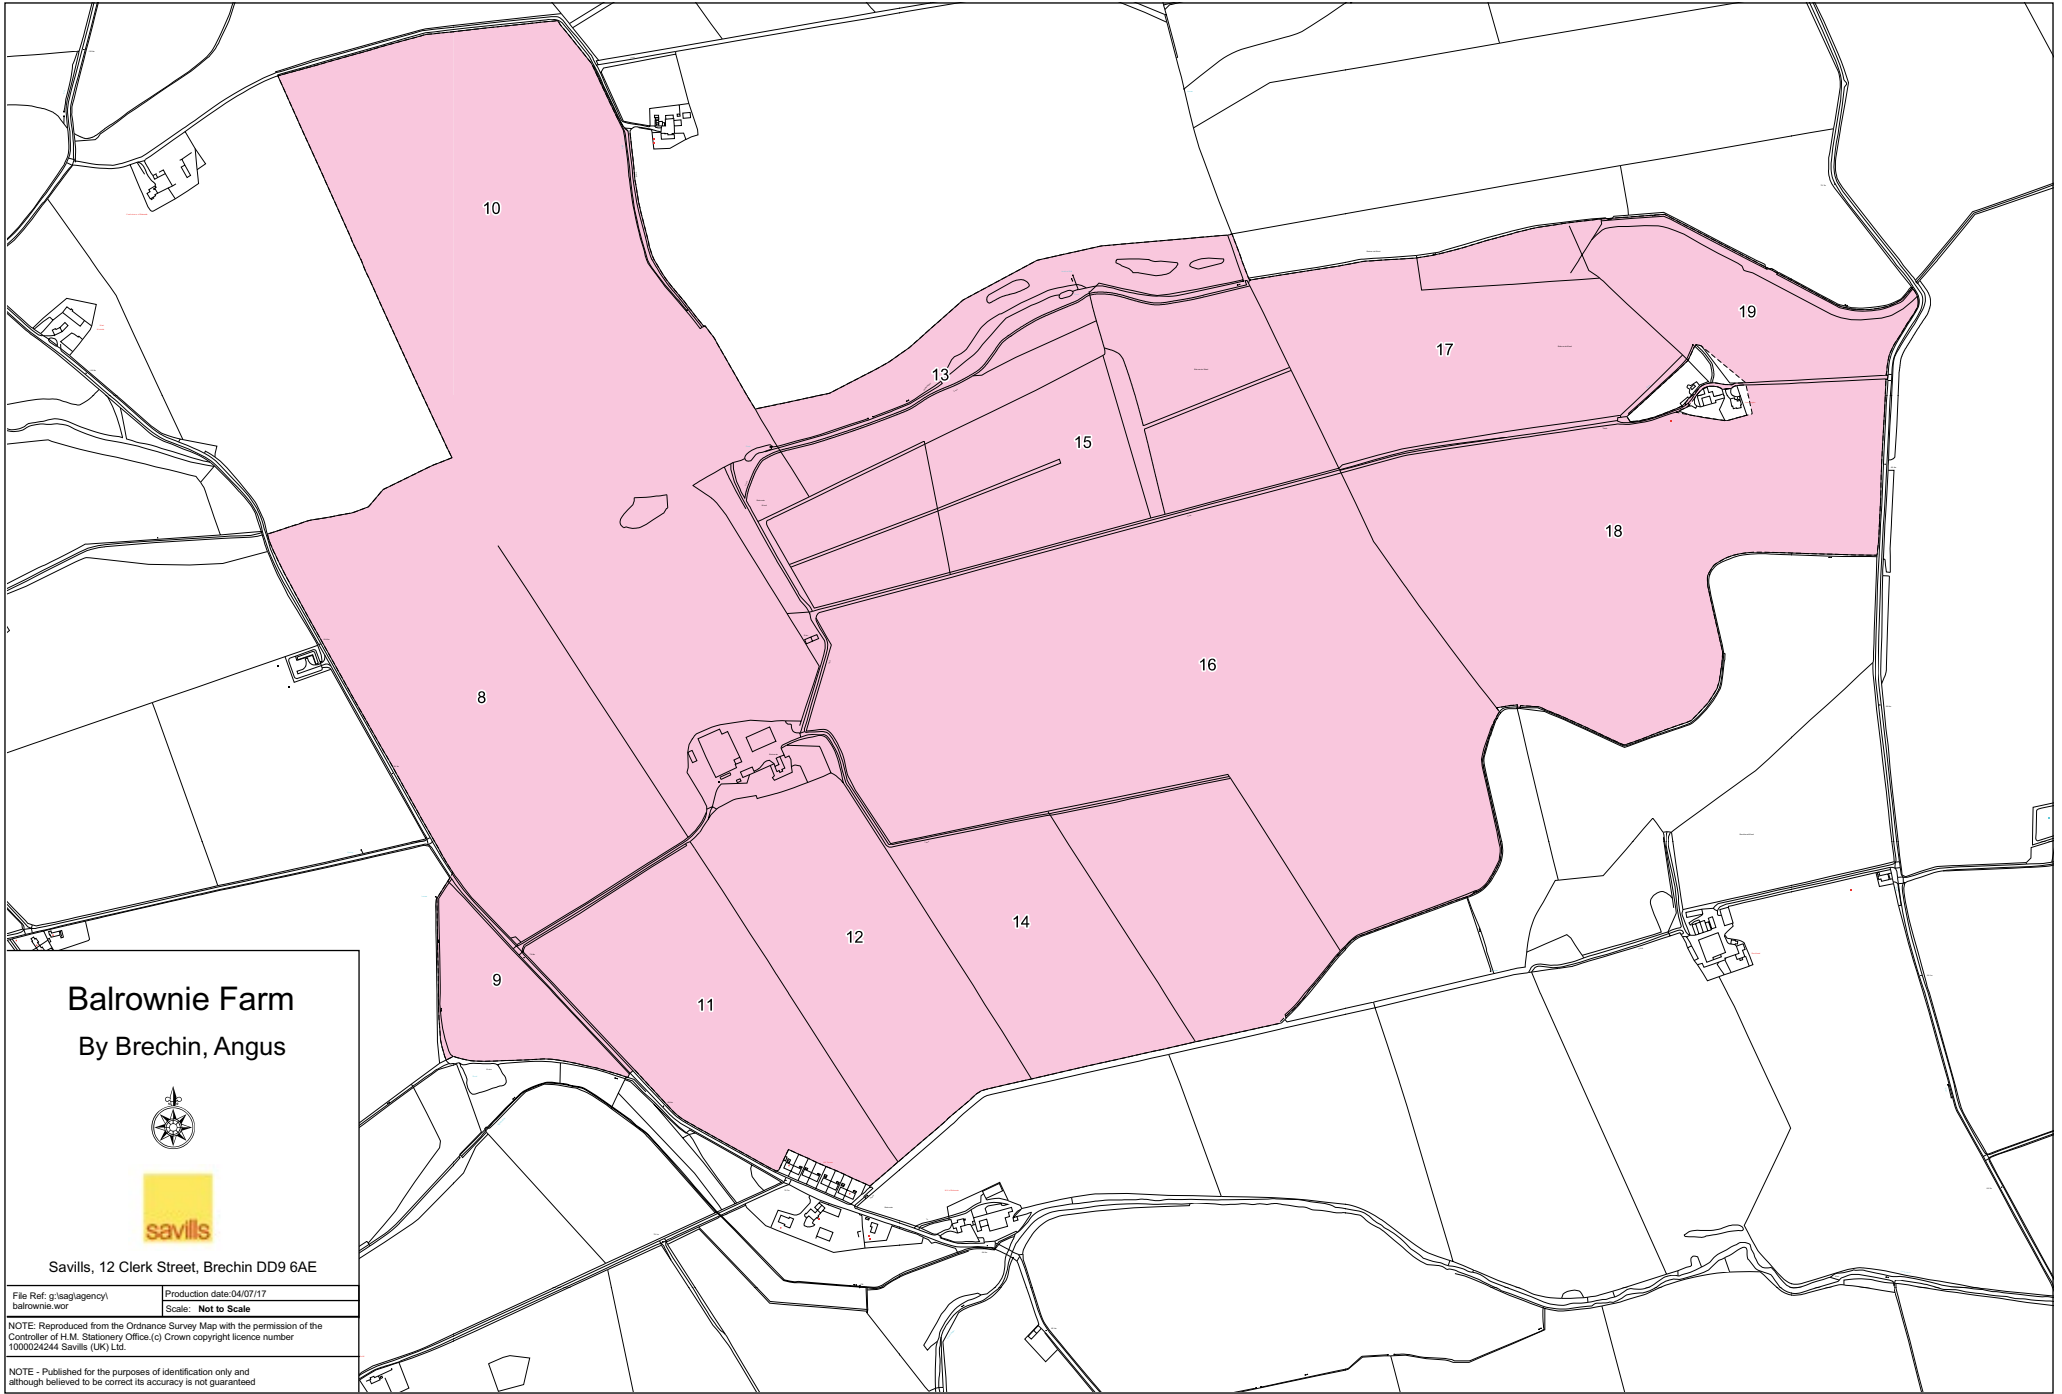 10
19
17
13
15
18
16
8
12
14
9
11
Balrownie Farm
By Brechin, Angus
savills
Savills, 12 Clerk Street, Brechin DD9 6AE
File Ref: g:\sag\agency\
balrownie.wor
Production date:04/07/17
Scale: Not to Scale
NOTE: Reproduced from the Ordnance Survey Map with the permission of the
Controller of H.M. Stationery Office.(c) Crown copyright licence number
1000024244 Savills (UK) Ltd.
NOTE - Published for the purposes of identification only and
although believed to be correct its accuracy is not guaranteed